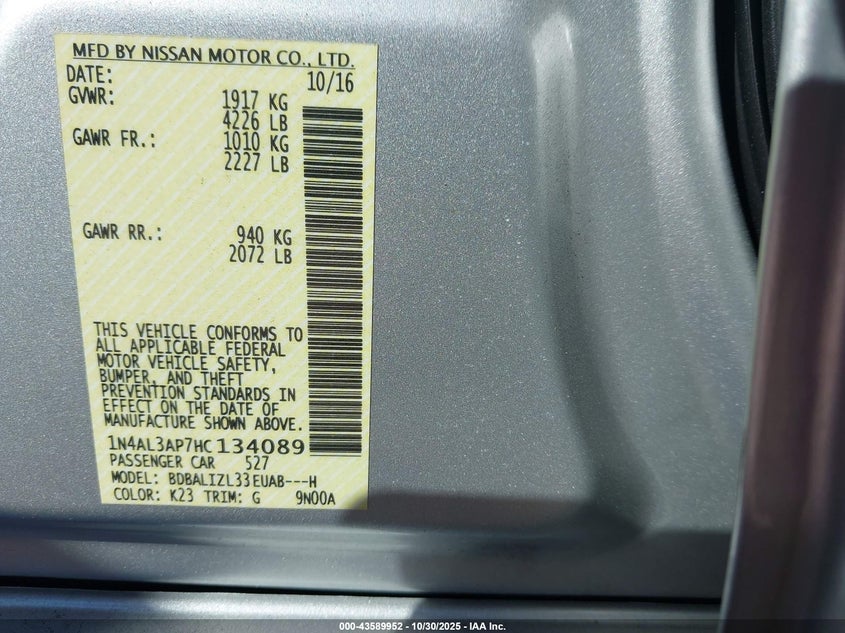 MFD BY NISSAN MOTOR CO., LTD.
DATE: 10/16
GVWR: 1917 KG
4226 LB
GAWR FR.: 1010 KG
2227 LB
GAWR RR.: 940 KG
2072 LB
THIS VEHICLE CONFORMS TO
ALL APPLICABLE FEDERAL
MOTOR VEHICLE SAFETY,
BUMPER, AND THEFT
PREVENTION STANDARDS IN
EFFECT ON THE DATE OF
MANUFACTURE SHOWN ABOVE.
1N4AL3AP7HC134089
PASSENGER CAR 527
MODEL: BDBALIZL33EUAB---H
COLOR: K23 TRIM: G 9N00A
000-43589952 - 10/30/2025 - IAA Inc.